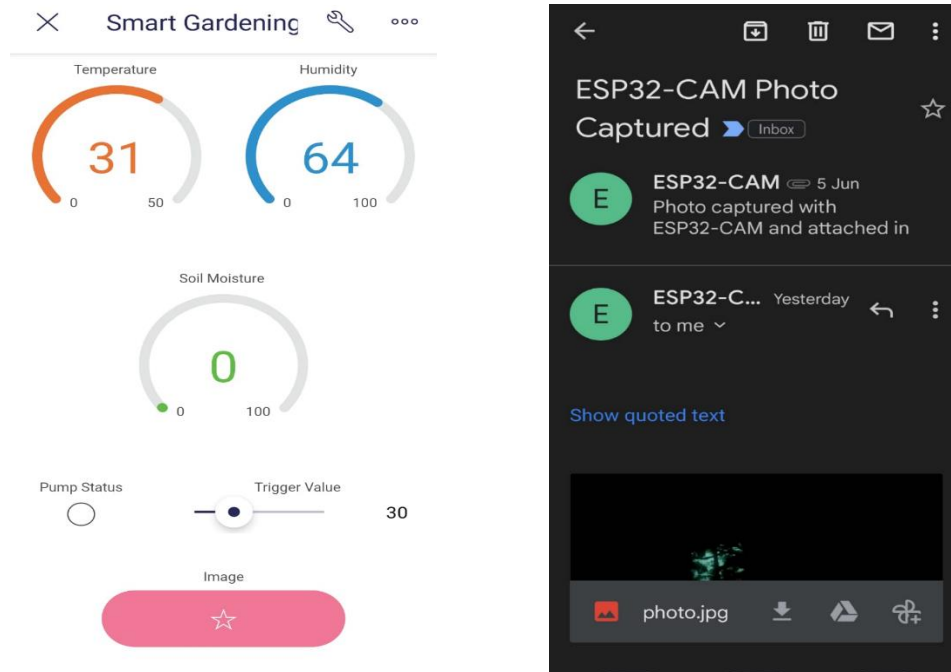 Smart Gardening
Temperature
Humidity
31
64
0
50
0
100
Soil Moisture
0
0
100
Pump Status
Trigger Value
30
Image
ESP32-CAM Photo
Captured
Inbox
E
ESP32-CAM
5 Jun
Photo captured with
ESP32-CAM and attached in
E
ESP32-C...
Yesterday
to me
Show quoted text
photo.jpg